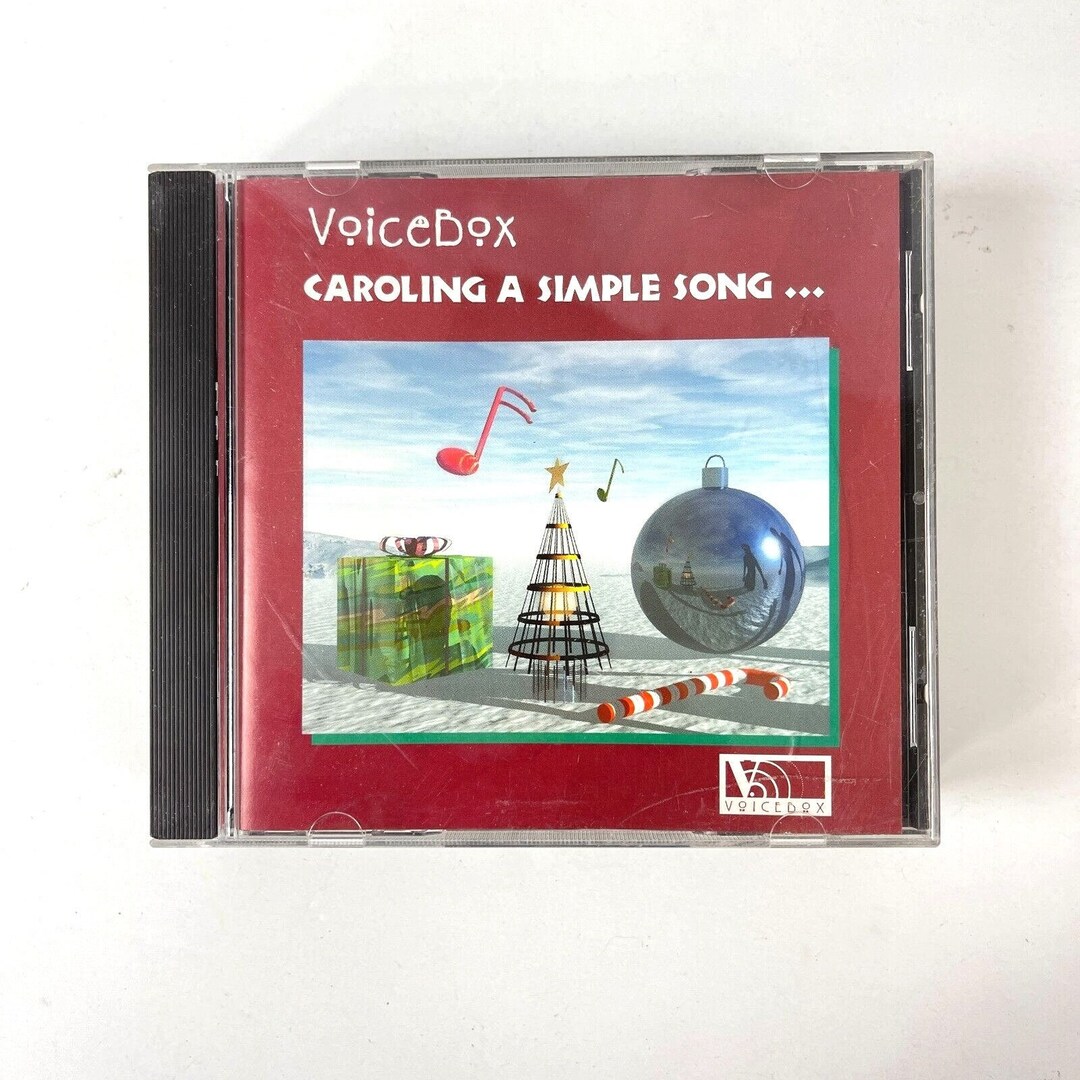 VoiceBox
CAROLING A SIMPLE SONG ...
V
VOICEBOX